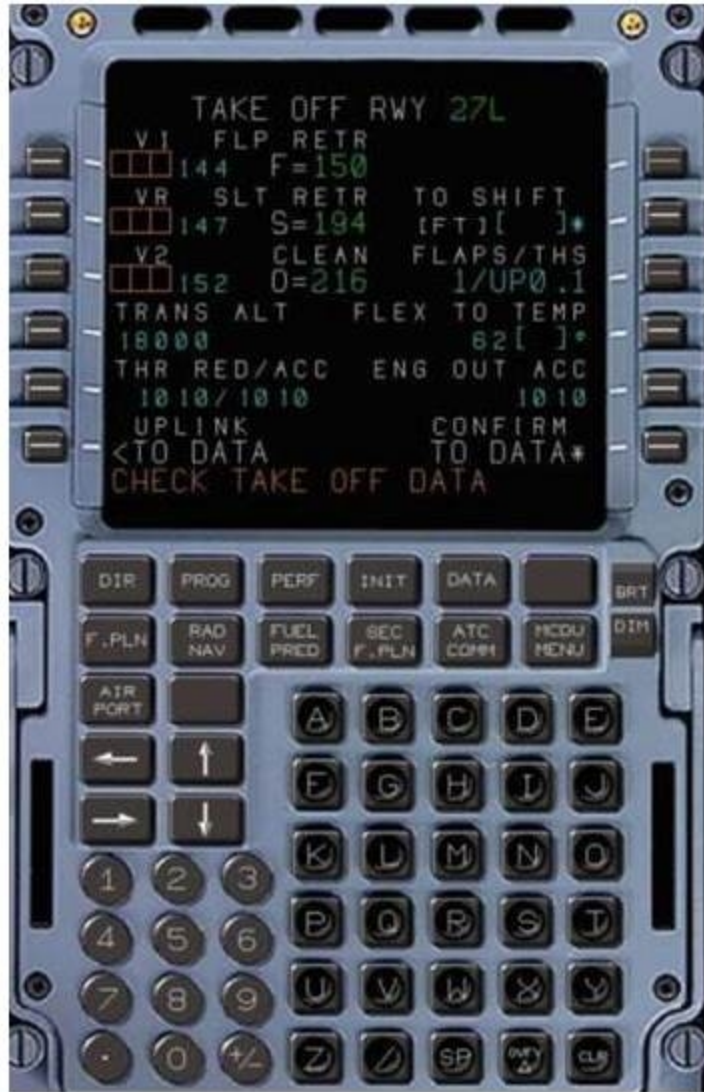 TAKE OFF RWY 27L
V1 FLP RETR
144 F=150
VR SLT RETR TO SHIFT
147 S=194 [FT][ ]*
V2 CLEAN FLAPS/THS
152 O=216 1/UP0.1
TRANS ALT FLEX TO TEMP
18000 62[ ]°
THR RED/ACC ENG OUT ACC
1010/1010 1010
UPLINK CONFIRM
<TO DATA TO DATA*
CHECK TAKE OFF DATA
DIR PROG PERF INIT DATA BRT
F.PLN RAD NAV FUEL PRED SEC F.PLN ATC COMM MCDU MENU DIM
AIR PORT
A B C D E
← ↑
F G H I J
→ ↓
K L M N O
1 2 3
P Q R S T
4 5 6
U V W X Y
7 8 9
Z / SP OVFY Δ CLR
. 0 +/-